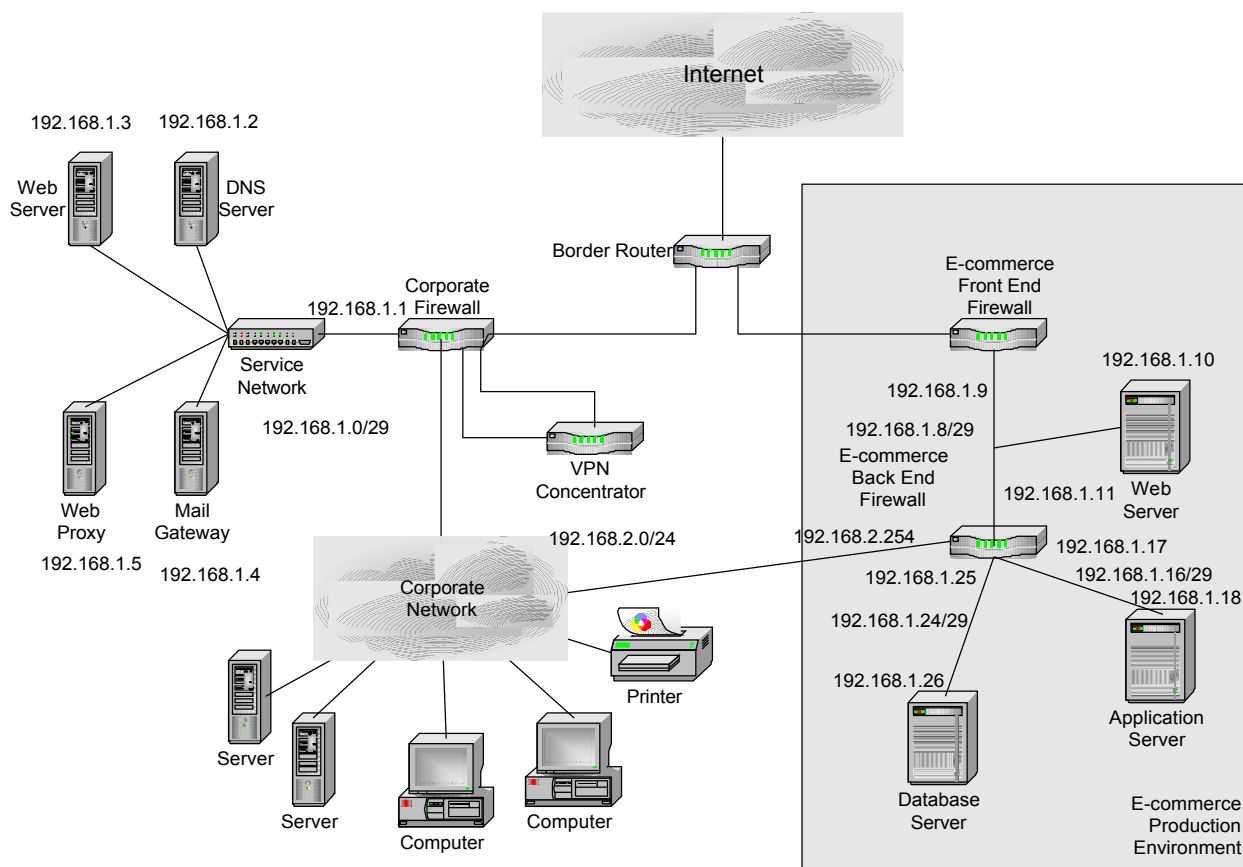 Internet
192.168.1.3
192.168.1.2
Web
Server
DNS
Server
Border Router
E-commerce
Front End
Firewall
Corporate
Firewall
192.168.1.1
Service
Network
192.168.1.0/29
192.168.1.10
192.168.1.9
192.168.1.8/29
E-commerce
Back End
Firewall
VPN
Concentrator
192.168.1.11
Web
Server
Web
Proxy
Mail
Gateway
192.168.1.5
192.168.1.4
192.168.2.0/24
192.168.2.254
192.168.1.17
192.168.1.25
192.168.1.16/29
192.168.1.18
Corporate
Network
192.168.1.24/29
Printer
192.168.1.26
Application
Server
Server
Server
Computer
Computer
Database
Server
E-commerce
Production
Environment